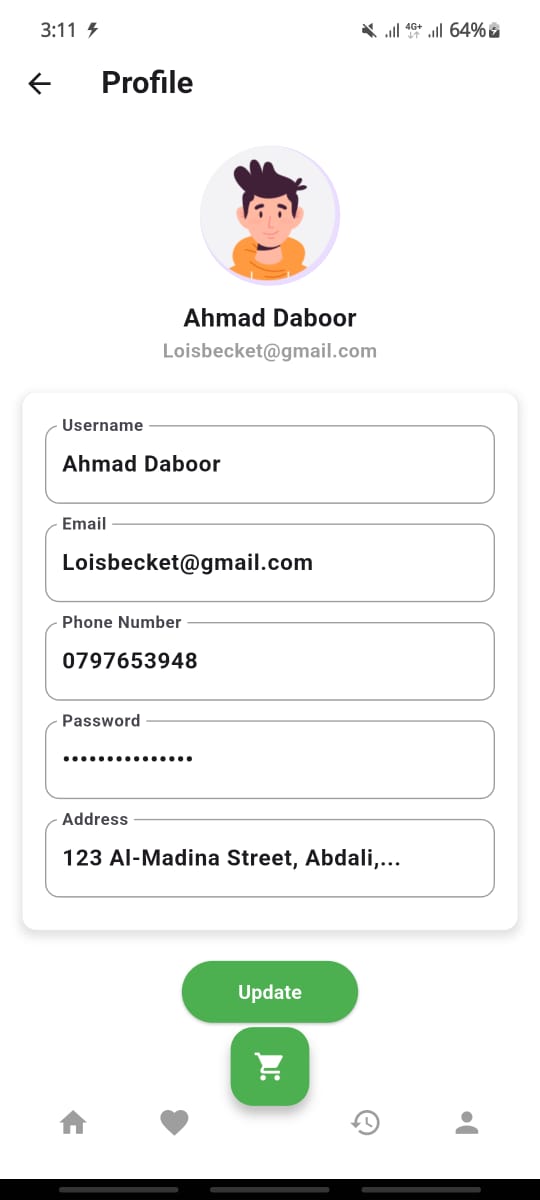 3:11 4G+ 64%
Profile
Ahmad Daboor
Loisbecket@gmail.com
Username
Ahmad Daboor
Email
Loisbecket@gmail.com
Phone Number
0797653948
Password
•••••••••••••••
Address
123 Al-Madina Street, Abdali,...
Update